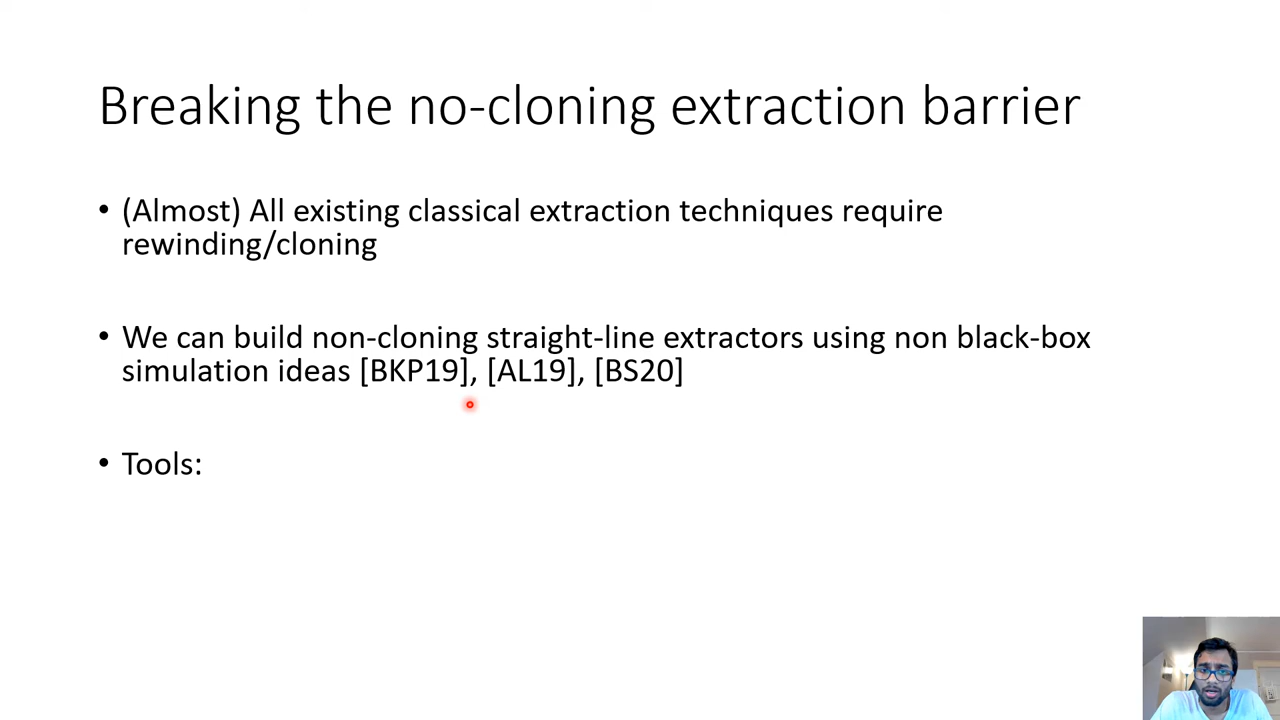 Breaking the no-cloning extraction barrier
• (Almost) All existing classical extraction techniques require
rewinding/cloning
• We can build non-cloning straight-line extractors using non black-box
simulation ideas [BKP19], [AL19], [BS20]
• Tools: